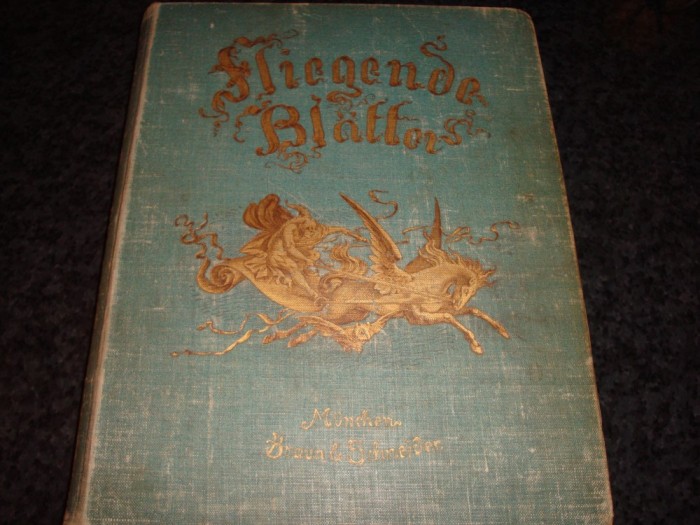 Fliegende
Blätter
München.
Braun & Schneider.